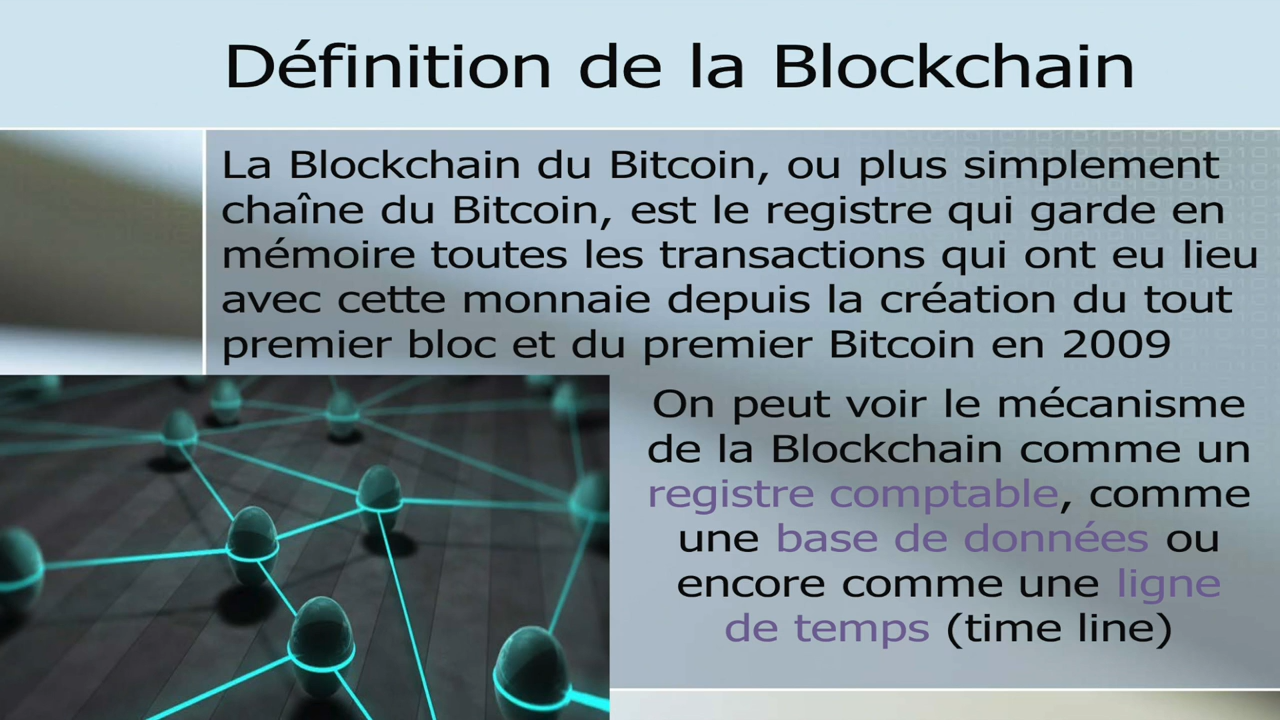 Définition de la Blockchain
La Blockchain du Bitcoin, ou plus simplement
chaîne du Bitcoin, est le registre qui garde en
mémoire toutes les transactions qui ont eu lieu
avec cette monnaie depuis la création du tout
premier bloc et du premier Bitcoin en 2009
On peut voir le mécanisme
de la Blockchain comme un
registre comptable, comme
une base de données ou
encore comme une ligne
de temps (time line)